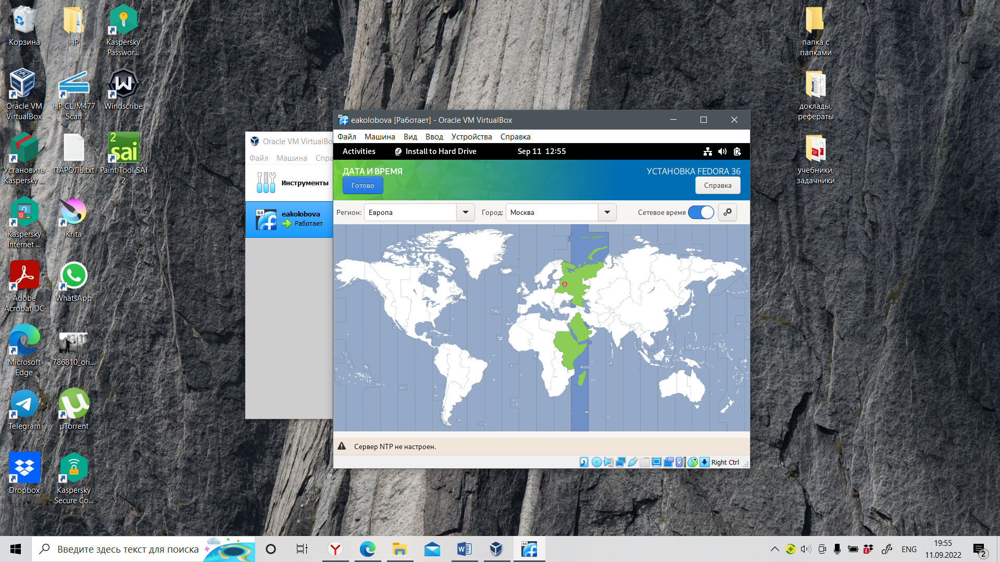 Корзина
HP
Kaspersky
Passwor...
Oracle VM
VirtualBox
HP CLJM477
Scan
Windscribe
Установить
Kaspersky ...
ПАРОЛЬ.txt
2
sai
Paint Tool SAI
2
Kaspersky
Internet ...
Krita
Adobe
Acrobat DC
WhatsApp
Microsoft
Edge
786810_ori...
Telegram
µTorrent
Dropbox
Kaspersky
Secure Co...
папка с
папками
доклады,
рефераты
PDF
учебники,
задачники
Oracle VM VirtualBo
Файл Машина Спра
Инструменты
64
eakolobova
Работает
eakolobova [Работает] - Oracle VM VirtualBox
Файл Машина Вид Ввод Устройства Справка
Activities Install to Hard Drive Sep 11 12:55
ДАТА И ВРЕМЯ УСТАНОВКА FEDORA 36
Готово Справка
Регион: Европа Город: Москва Сетевое время
Сервер NTP не настроен.
Right Ctrl
Введите здесь текст для поиска
ENG
19:55
11.09.2022
2